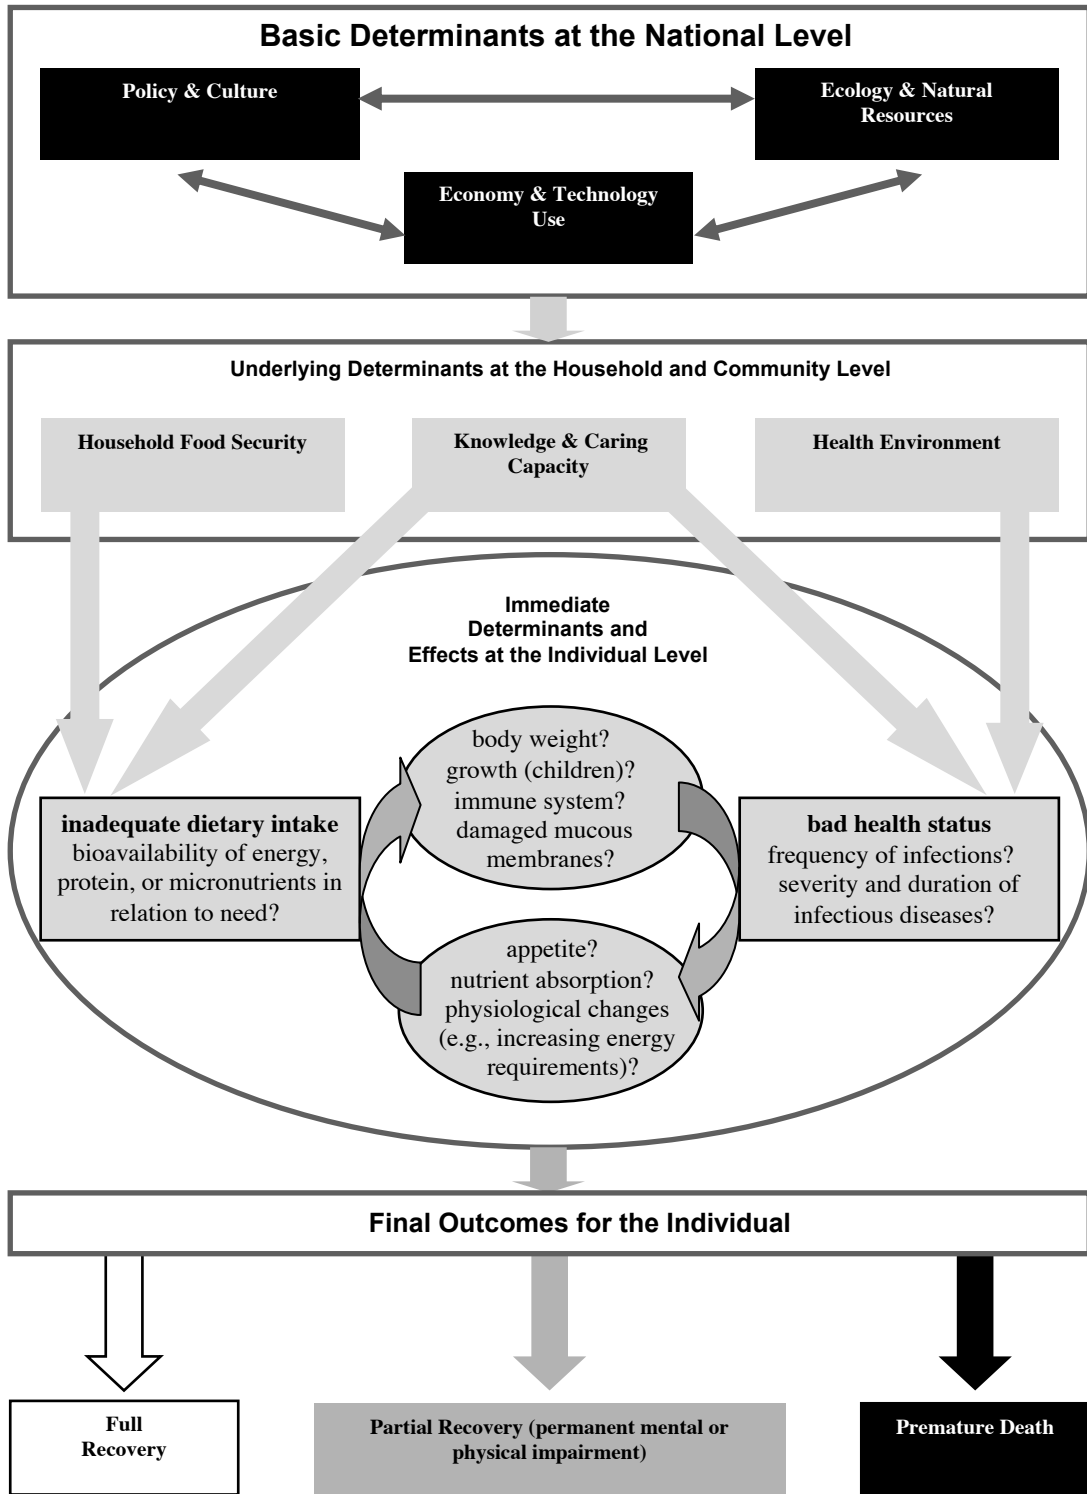 Basic Determinants at the National Level
Policy & Culture
Ecology & Natural
Resources
Economy & Technology
Use
Underlying Determinants at the Household and Community Level
Household Food Security
Knowledge & Caring
Capacity
Health Environment
Immediate
Determinants and
Effects at the Individual Level
body weight?
growth (children)?
immune system?
damaged mucous
membranes?
inadequate dietary intake
bioavailability of energy,
protein, or micronutrients in
relation to need?
bad health status
frequency of infections?
severity and duration of
infectious diseases?
appetite?
nutrient absorption?
physiological changes
(e.g., increasing energy
requirements)?
Final Outcomes for the Individual
Full
Recovery
Partial Recovery (permanent mental or
physical impairment)
Premature Death